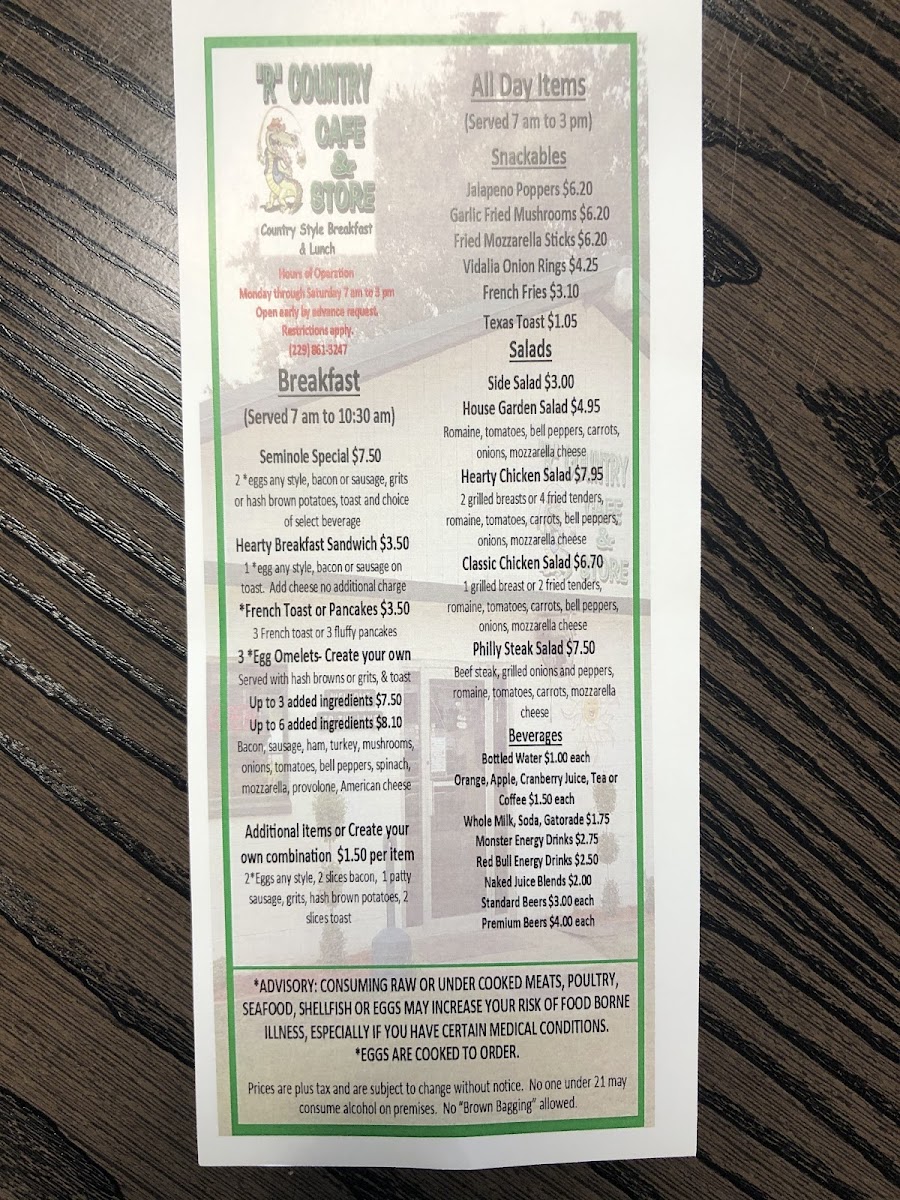 "R" COUNTRY
CAFE
&
STORE
Country Style Breakfast
& Lunch
Hours of Operation
Monday through Saturday 7 am to 3 pm
Open early by advance request.
Restrictions apply.
(229) 861-3247
Breakfast
(Served 7 am to 10:30 am)
Seminole Special $7.50
2 *eggs any style, bacon or sausage, grits
or hash brown potatoes, toast and choice
of select beverage
Hearty Breakfast Sandwich $3.50
1 *egg any style, bacon or sausage on
toast. Add cheese no additional charge
*French Toast or Pancakes $3.50
3 French toast or 3 fluffy pancakes
3 *Egg Omelets- Create your own
Served with hash browns or grits, & toast
Up to 3 added ingredients $7.50
Up to 6 added ingredients $8.10
Bacon, sausage, ham, turkey, mushrooms,
onions, tomatoes, bell peppers, spinach,
mozzarella, provolone, American cheese
Additional items or Create your
own combination $1.50 per item
2*Eggs any style, 2 slices bacon, 1 patty
sausage, grits, hash brown potatoes, 2
slices toast
All Day Items
(Served 7 am to 3 pm)
Snackables
Jalapeno Poppers $6.20
Garlic Fried Mushrooms $6.20
Fried Mozzarella Sticks $6.20
Vidalia Onion Rings $4.25
French Fries $3.10
Texas Toast $1.05
Salads
Side Salad $3.00
House Garden Salad $4.95
Romaine, tomatoes, bell peppers, carrots,
onions, mozzarella cheese
Hearty Chicken Salad $7.95
2 grilled breasts or 4 fried tenders,
romaine, tomatoes, carrots, bell peppers,
onions, mozzarella cheese
Classic Chicken Salad $6.70
1 grilled breast or 2 fried tenders,
romaine, tomatoes, carrots, bell peppers,
onions, mozzarella cheese
Philly Steak Salad $7.50
Beef steak, grilled onions and peppers,
romaine, tomatoes, carrots, mozzarella
cheese
Beverages
Bottled Water $1.00 each
Orange, Apple, Cranberry Juice, Tea or
Coffee $1.50 each
Whole Milk, Soda, Gatorade $1.75
Monster Energy Drinks $2.75
Red Bull Energy Drinks $2.50
Naked Juice Blends $2.00
Standard Beers $3.00 each
Premium Beers $4.00 each
*ADVISORY: CONSUMING RAW OR UNDER COOKED MEATS, POULTRY,
SEAFOOD, SHELLFISH OR EGGS MAY INCREASE YOUR RISK OF FOOD BORNE
ILLNESS, ESPECIALLY IF YOU HAVE CERTAIN MEDICAL CONDITIONS.
*EGGS ARE COOKED TO ORDER.
Prices are plus tax and are subject to change without notice. No one under 21 may
consume alcohol on premises. No "Brown Bagging" allowed.